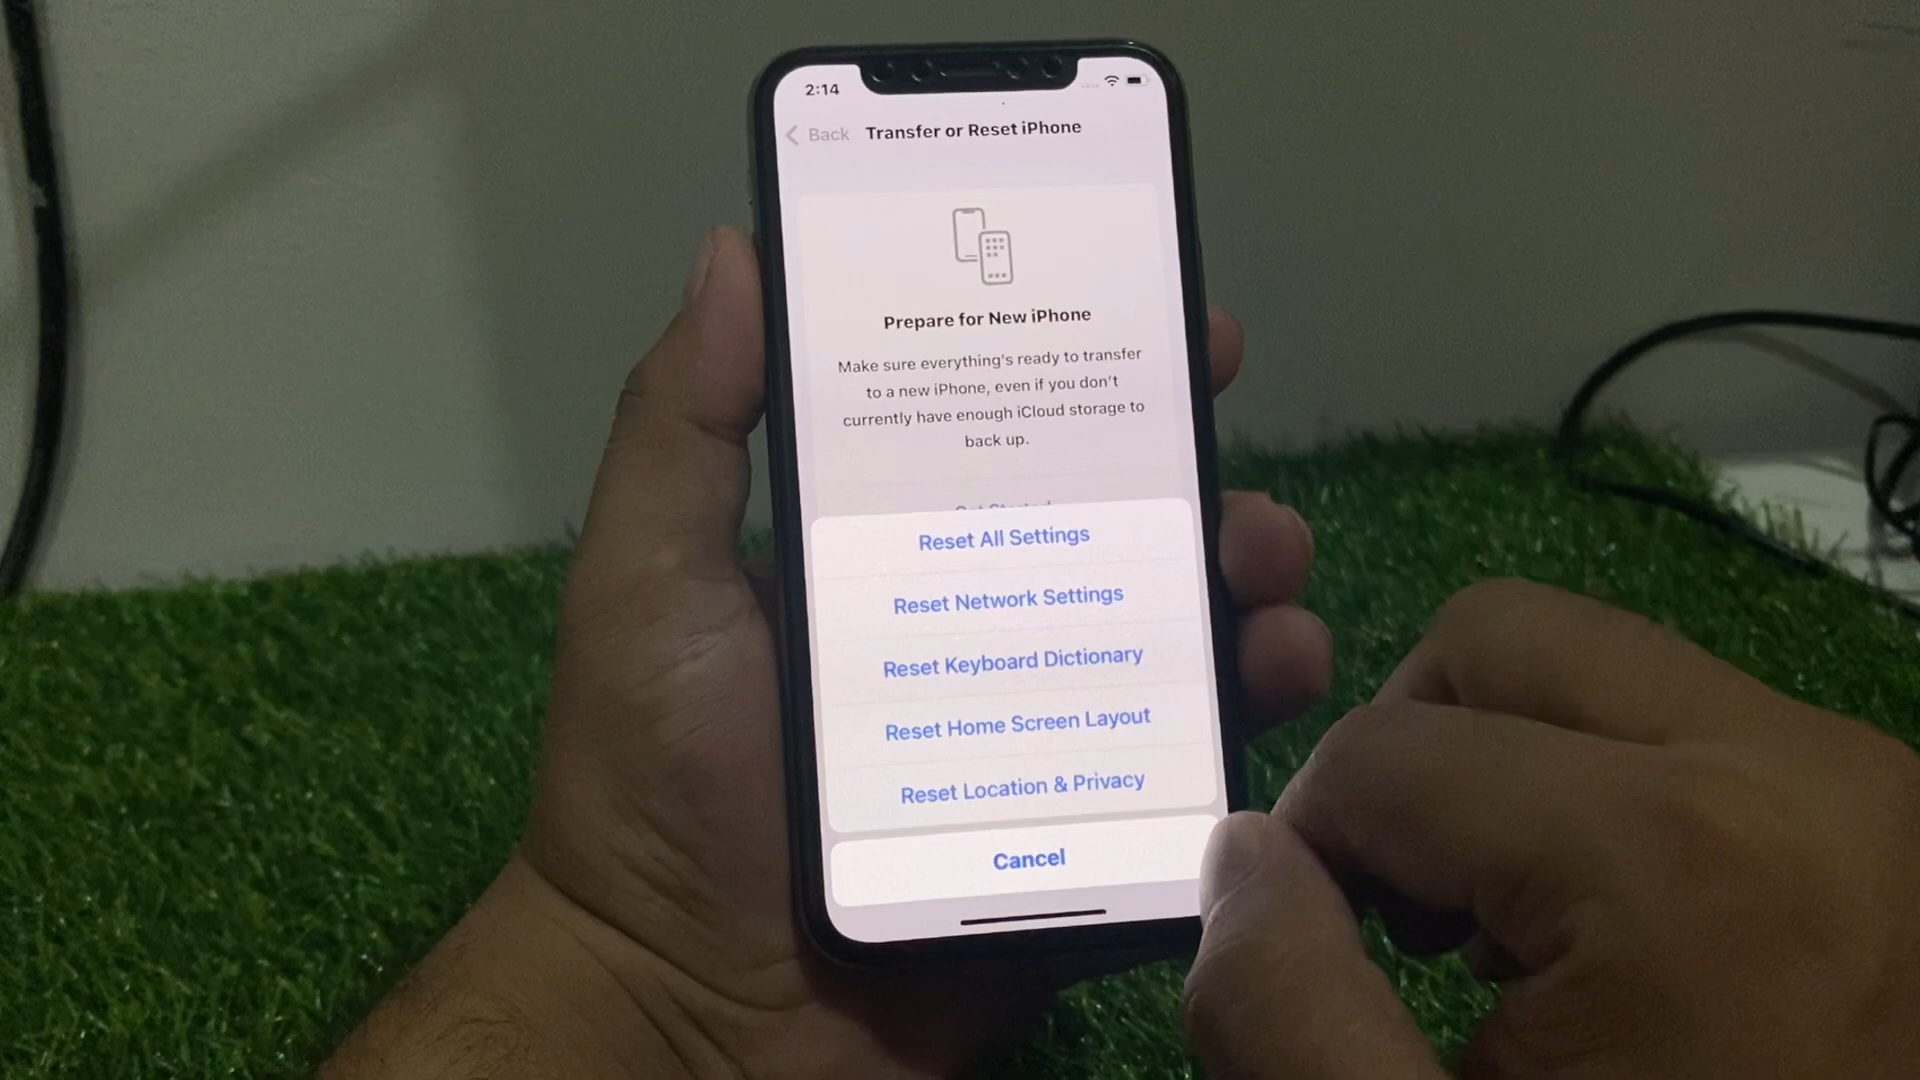 2:14
Back Transfer or Reset iPhone
Prepare for New iPhone
Make sure everything's ready to transfer
to a new iPhone, even if you don't
currently have enough iCloud storage to
back up.
Get Started
Reset All Settings
Reset Network Settings
Reset Keyboard Dictionary
Reset Home Screen Layout
Reset Location & Privacy
Cancel